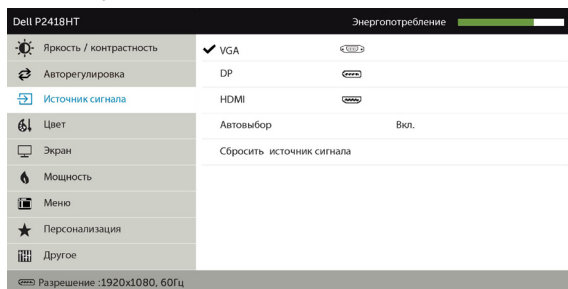 Dell P2418HT Энергопотребление
Яркость / контрастность
VGA
Авторегулировка
DP
Источник сигнала
HDMI
Цвет
Автовыбор Вкл.
Экран
Сбросить источник сигнала
Мощность
Меню
Персонализация
Другое
Разрешение :1920x1080, 60Гц